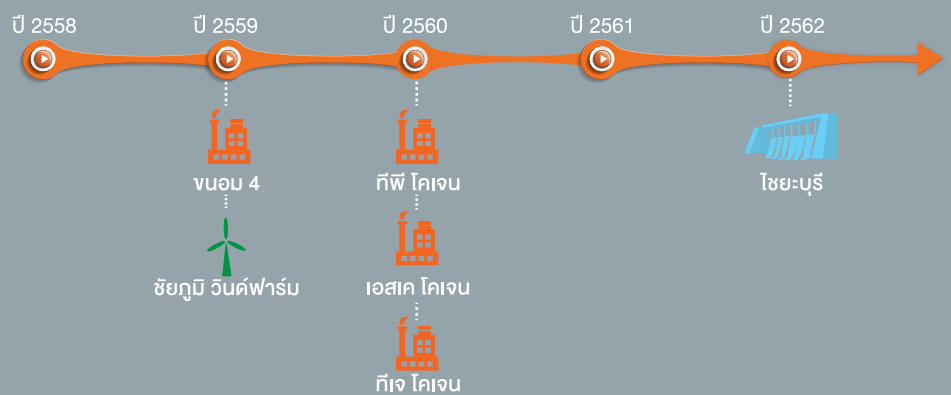 ปี 2558 ปี 2559 ปี 2560 ปี 2561 ปี 2562
ขนอม 4 ทีพี โคเจน ไซยะบุรี
ชัยภูมิ วินด์ฟาร์ม เอสเค โคเจน
ทีเจ โคเจน